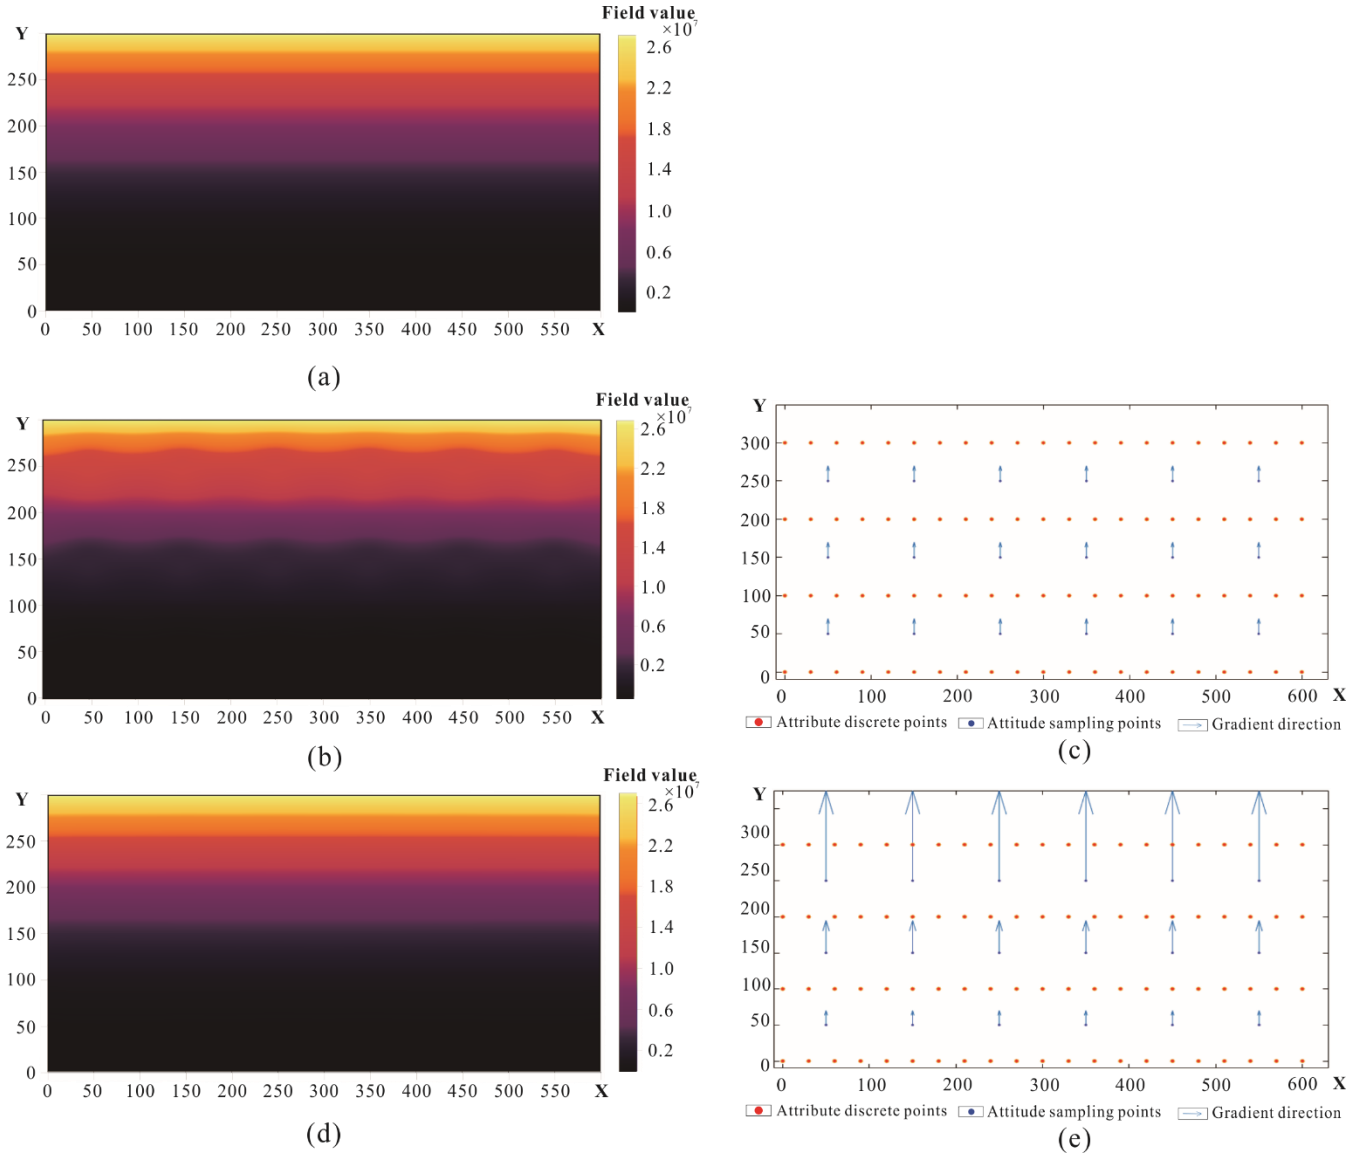 Field value
×10⁷
Y
2.6
250
2.2
200
1.8
150
1.4
100
1.0
50
0.6
0
0.2
0 50 100 150 200 250 300 350 400 450 500 550 X
(a)
Field value
×10⁷
Y
2.6
250
2.2
200
1.8
150
1.4
100
1.0
50
0.6
0
0.2
0 50 100 150 200 250 300 350 400 450 500 550 X
(b)
Y
300
250
200
150
100
50
0
0 100 200 300 400 500 600 X
Attribute discrete points Attitude sampling points Gradient direction
(c)
Field value
×10⁷
Y
2.6
250
2.2
200
1.8
150
1.4
100
1.0
50
0.6
0
0.2
0 50 100 150 200 250 300 350 400 450 500 550 X
(d)
Y
300
250
200
150
100
50
0
0 100 200 300 400 500 600 X
Attribute discrete points Attitude sampling points Gradient direction
(e)